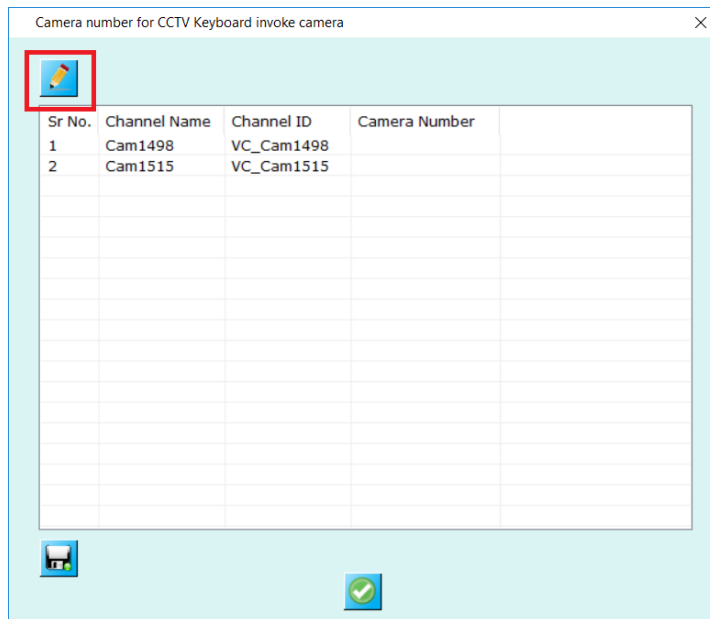 Camera number for CCTV Keyboard invoke camera
Sr No. Channel Name Channel ID Camera Number
1 Cam1498 VC_Cam1498
2 Cam1515 VC_Cam1515